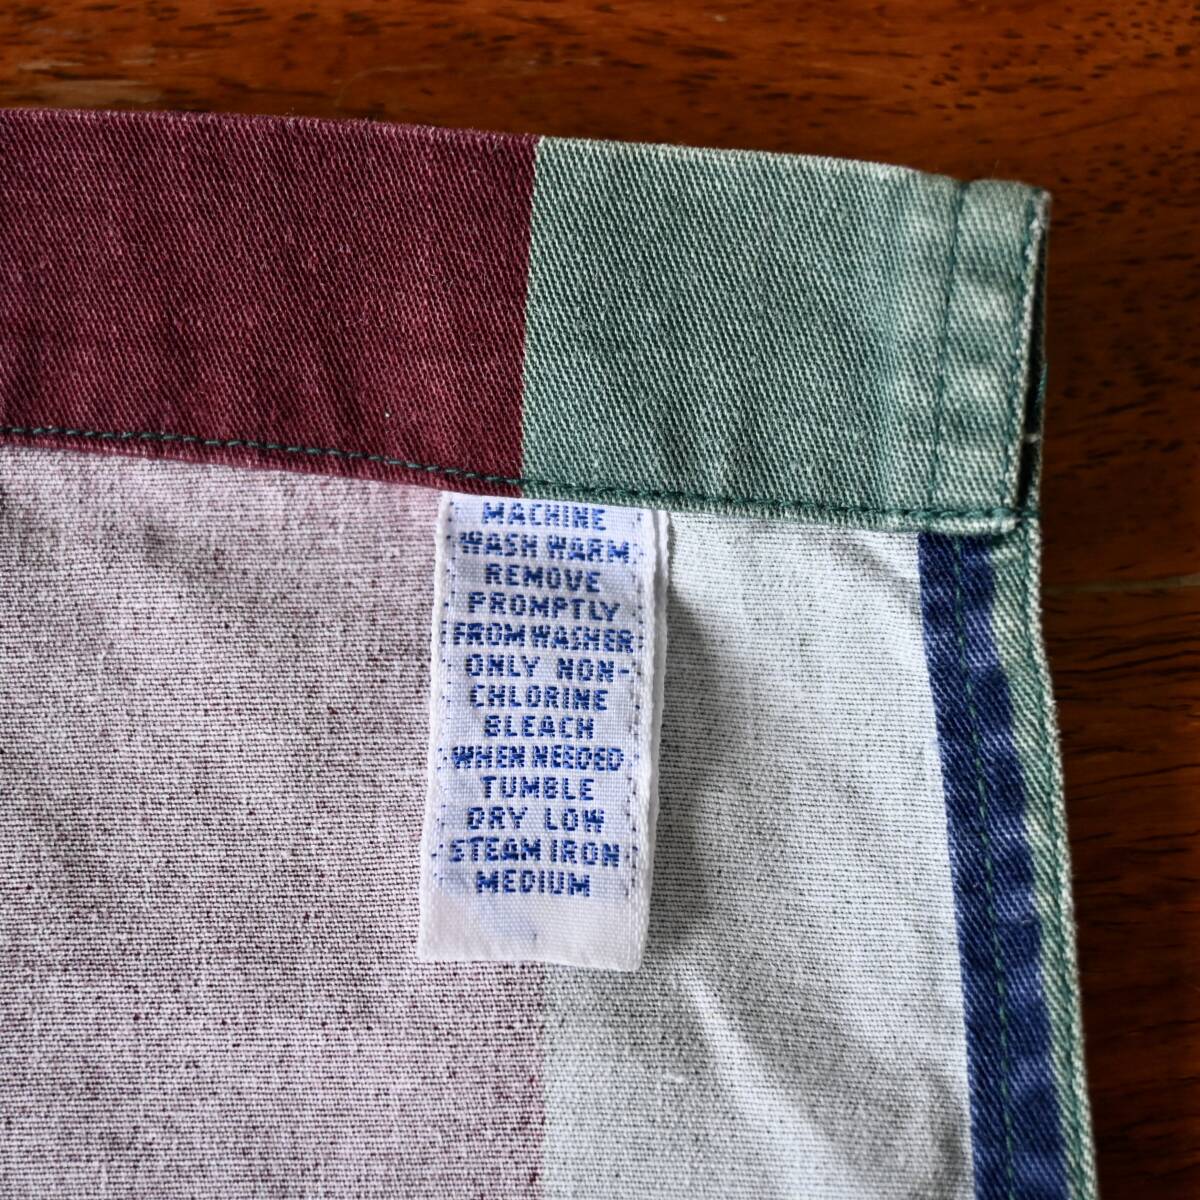 MACHINE
WASH WARM
REMOVE
PROMPTLY
FROM WASHER
ONLY NON-
CHLORINE
BLEACH
WHEN NEEDED
TUMBLE
DRY LOW
STEAM IRON
MEDIUM